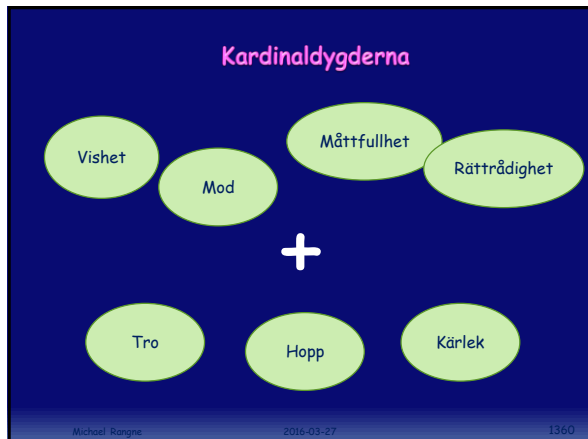 Kardinaldygderna
Vishet
Mod
Måttfullhet
Rättrådighet
+
Tro
Hopp
Kärlek
Michael Rangne
2016-03-27
1360